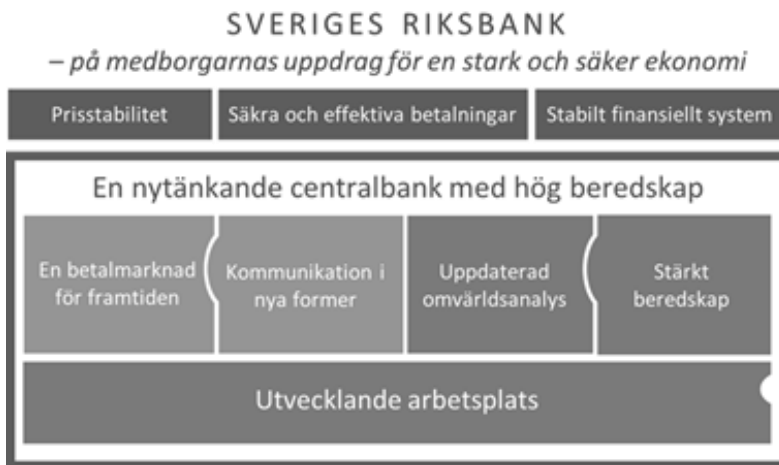 SVERIGES RIKSBANK
– på medborgarnas uppdrag för en stark och säker ekonomi
Prisstabilitet
Säkra och effektiva betalningar
Stabilt finansiellt system
En nytänkande centralbank med hög beredskap
En betalmarknad
för framtiden
Kommunikation i
nya former
Uppdaterad
omvärldsanalys
Stärkt
beredskap
Utvecklande arbetsplats